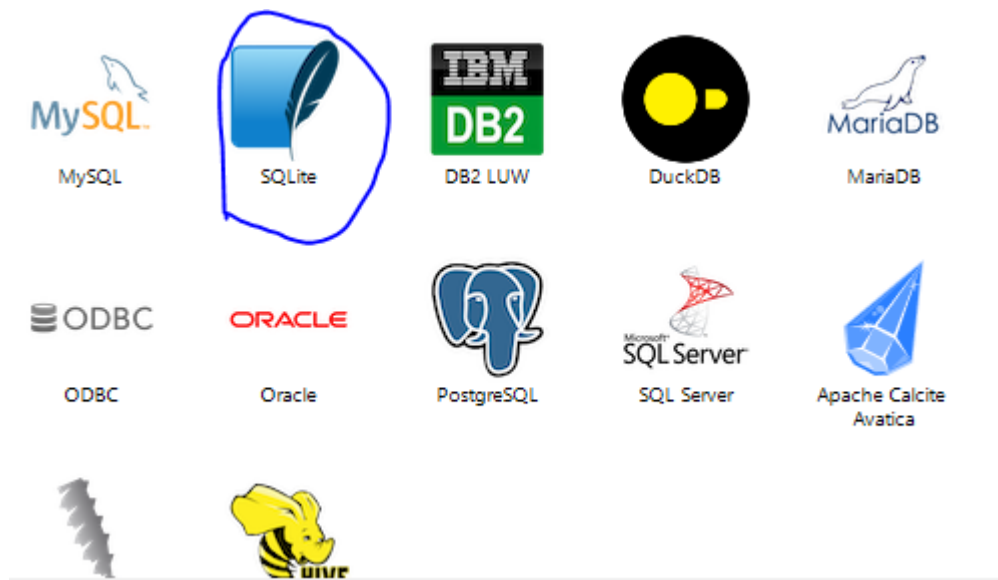 MySQL™
IBM
DB2
MariaDB
MySQL
SQLite
DB2 LUW
DuckDB
MariaDB
ODBC
ORACLE
Microsoft®
SQL Server®
ODBC
Oracle
PostgreSQL
SQL Server
Apache Calcite
Avatica
HIVE